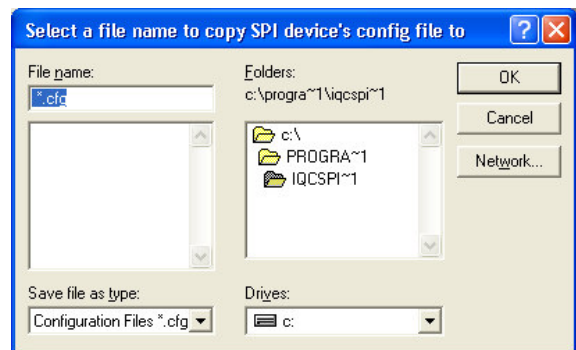 Select a file name to copy SPI device's config file to
File name:
*.cfg
Folders:
c:\progra~1\iqcspi~1
c:\
PROGRA~1
IQCSPI~1
OK
Cancel
Network...
Save file as type:
Configuration Files *.cfg
Drives:
c: